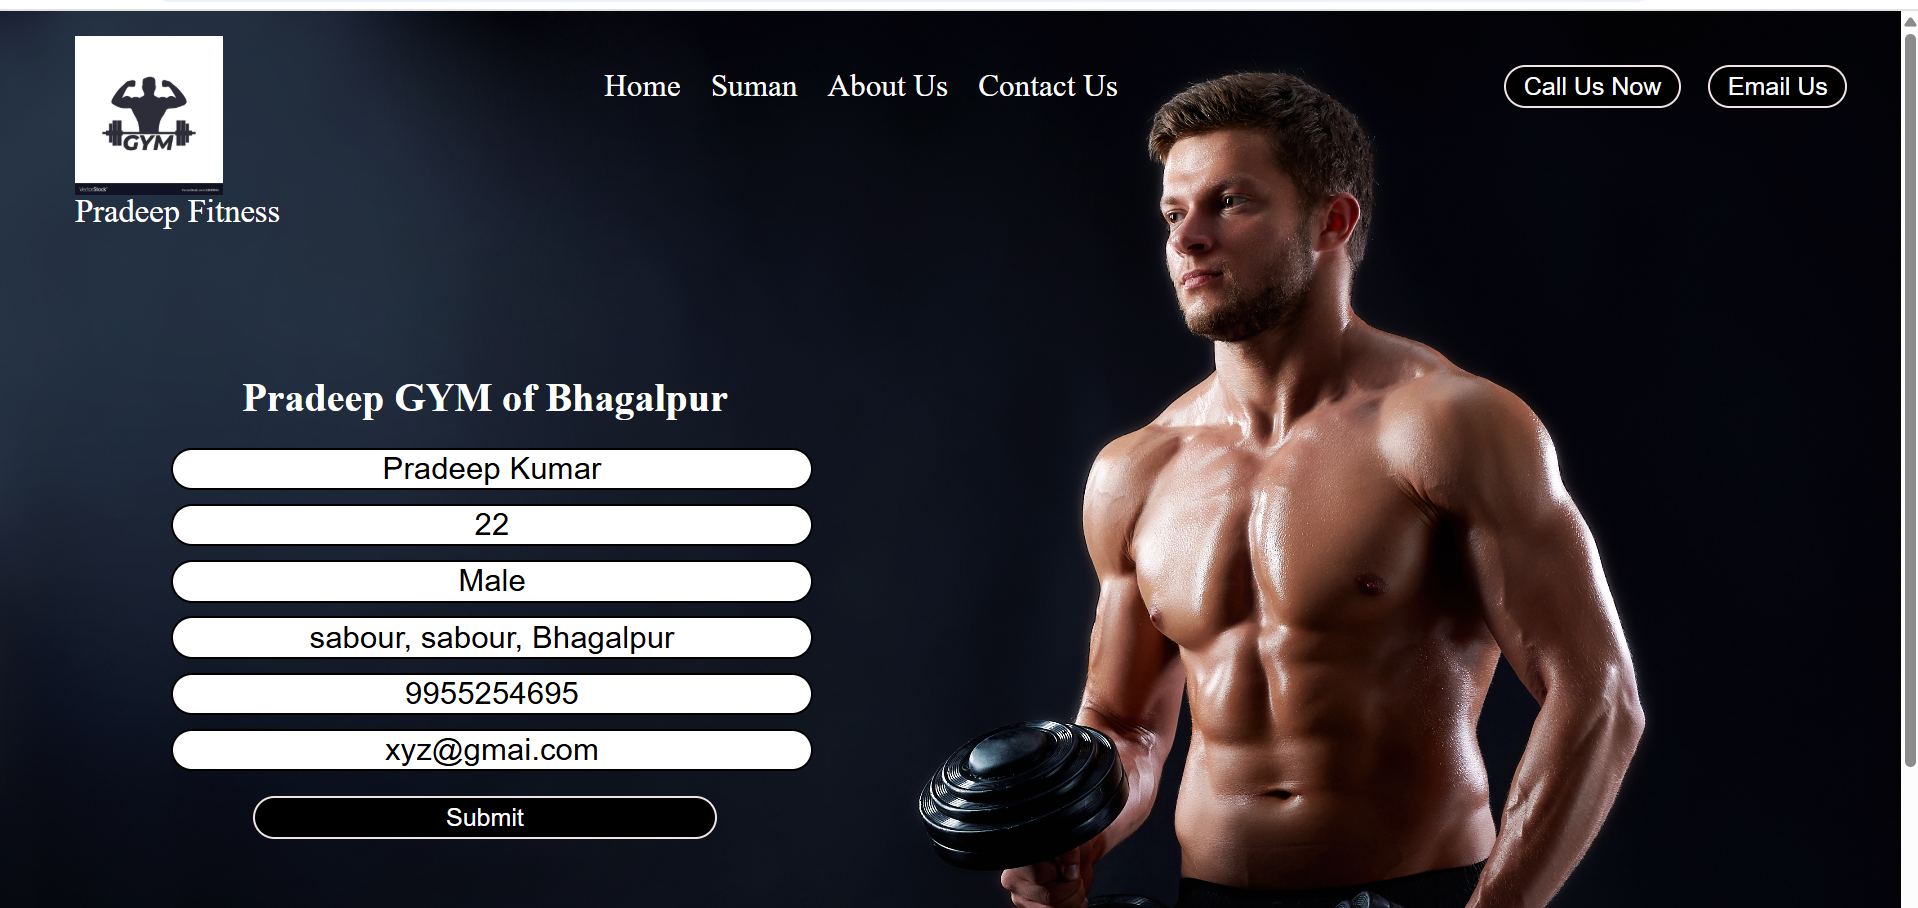 Home Suman About Us Contact Us Call Us Now Email Us
GYM
VectorStock
Pradeep Fitness
Pradeep GYM of Bhagalpur
Pradeep Kumar
22
Male
sabour, sabour, Bhagalpur
9955254695
xyz@gmai.com
Submit